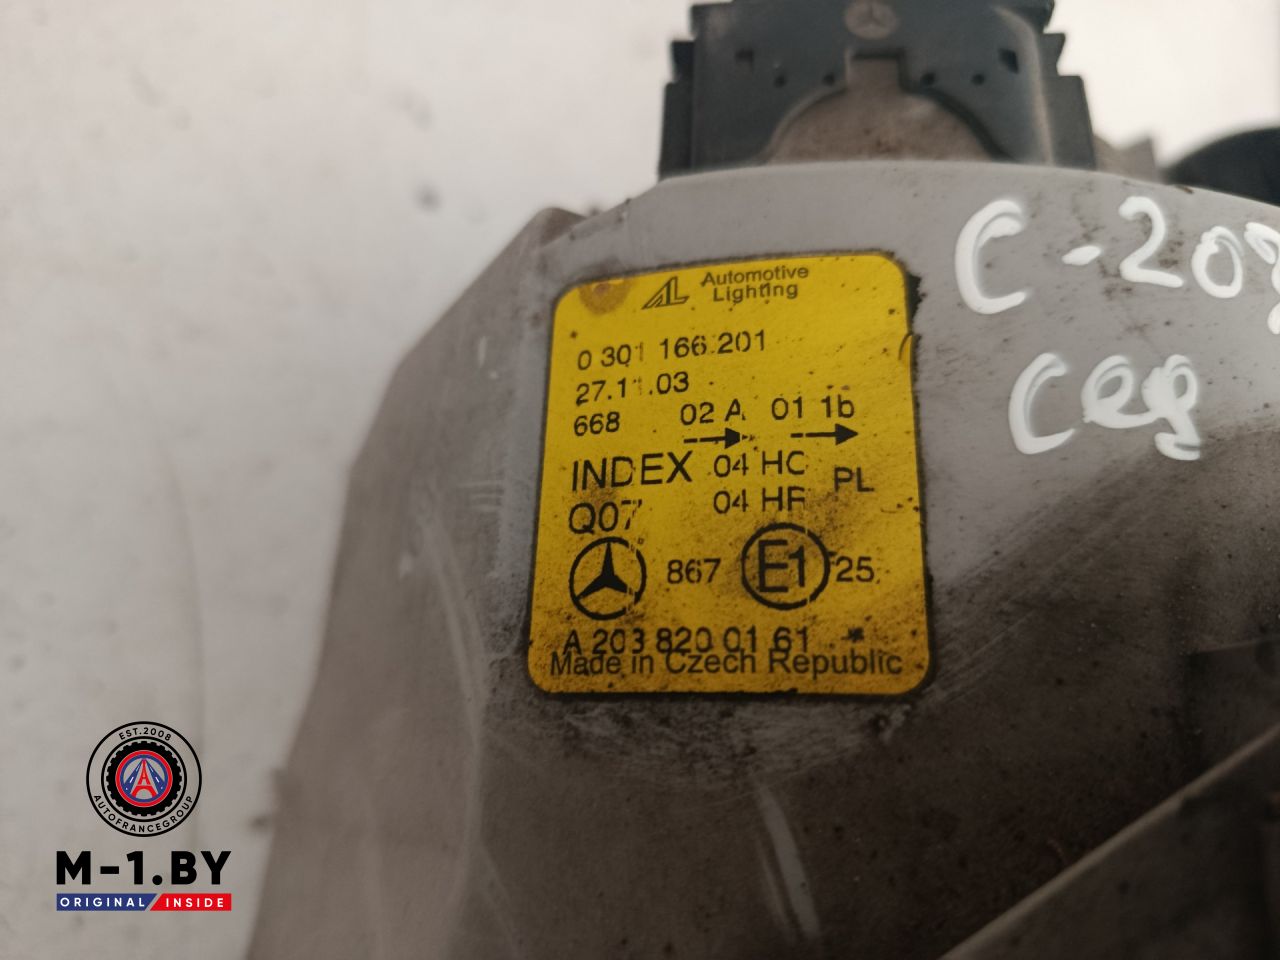 Automotive
Lighting
0 301 166 201
27.11.03
668 02 A 01 1b
INDEX 04 HC PL
Q07 04 HR
867 E1 25
A 203 820 01 61
Made in Czech Republic
C-203
EST.2008
AUTOFRANCEGROUP
M-1.BY
ORIGINAL INSIDE